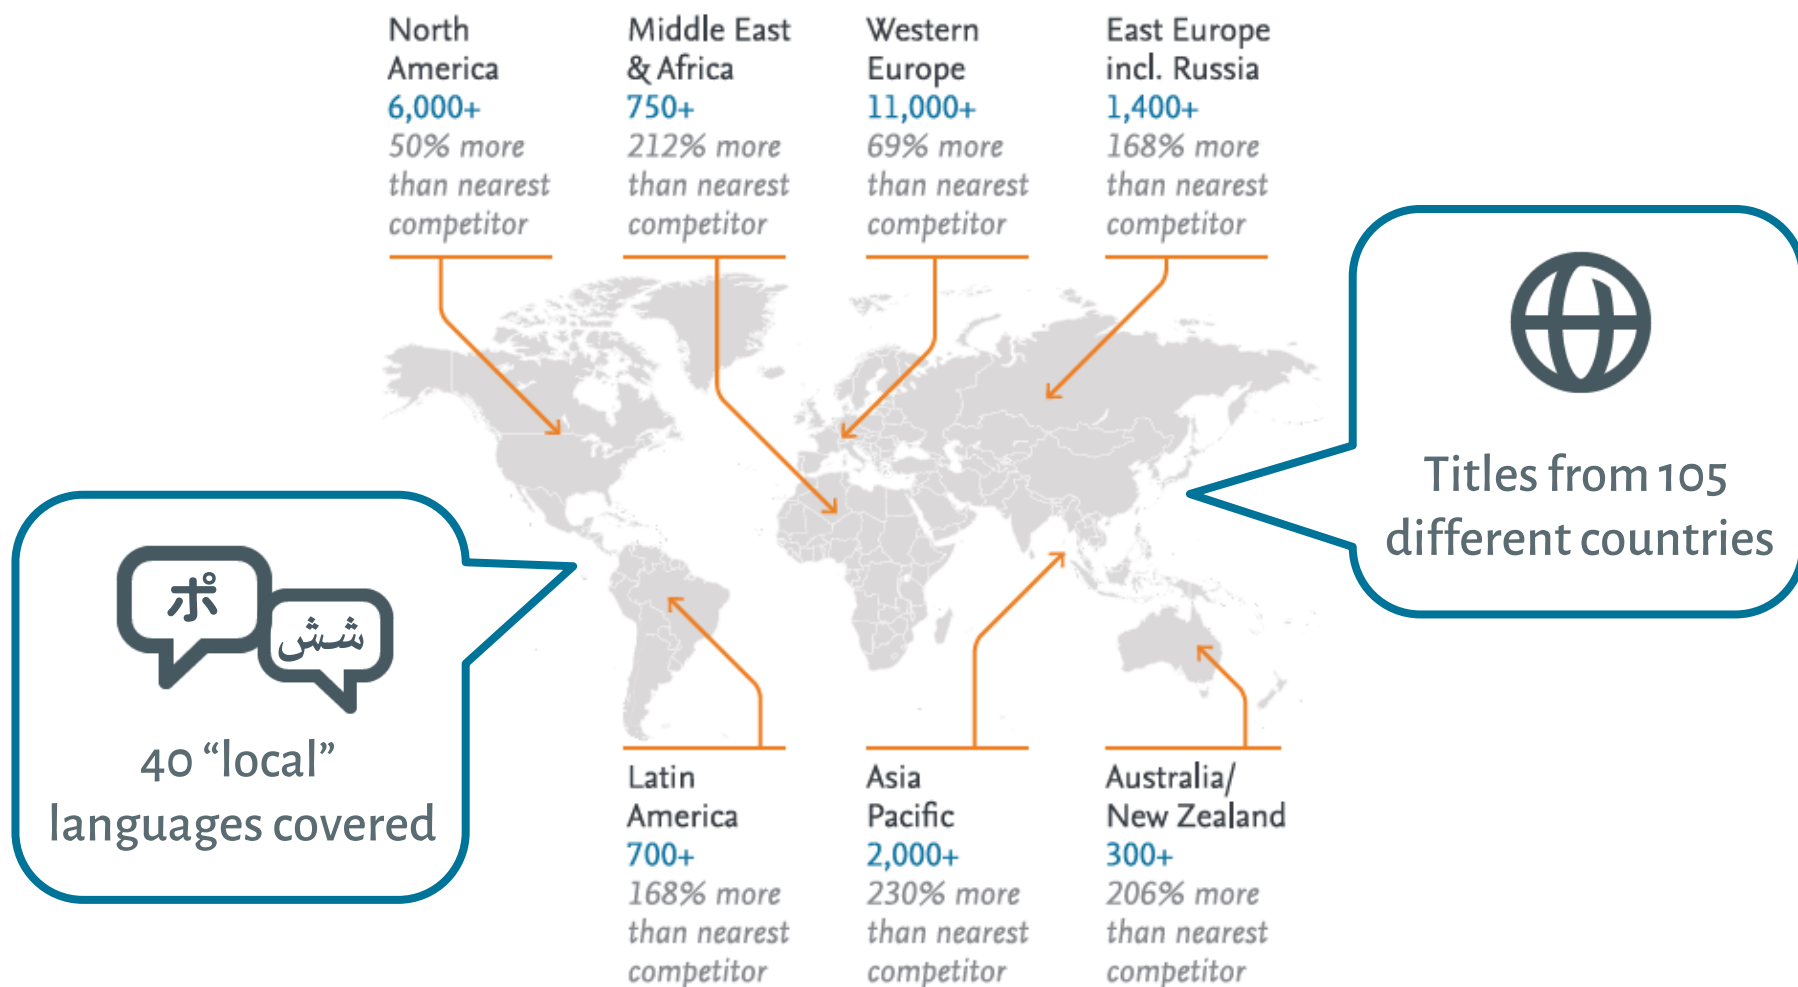 North
America
6,000+
50% more
than nearest
competitor
Middle East
& Africa
750+
212% more
than nearest
competitor
Western
Europe
11,000+
69% more
than nearest
competitor
East Europe
incl. Russia
1,400+
168% more
than nearest
competitor
Titles from 105
different countries
ポ
شش
40 “local”
languages covered
Latin
America
700+
168% more
than nearest
competitor
Asia
Pacific
2,000+
230% more
than nearest
competitor
Australia/
New Zealand
300+
206% more
than nearest
competitor